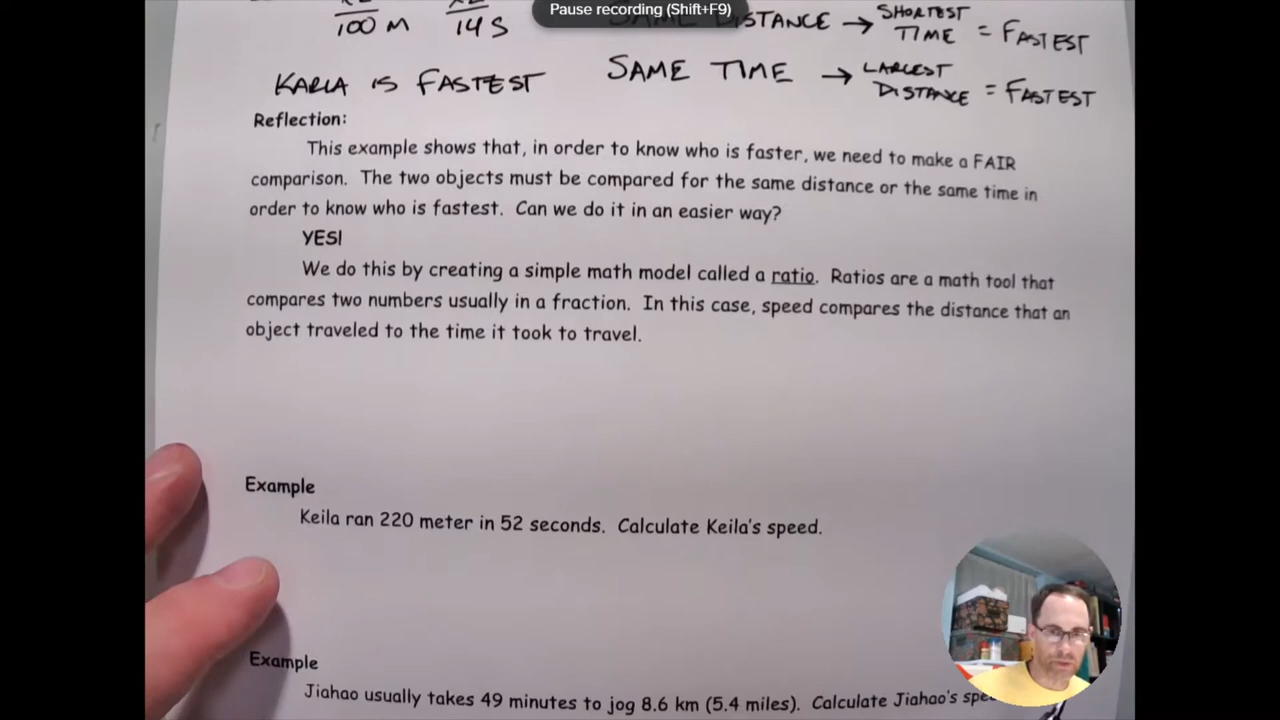 Pause recording (Shift+F9)
100 M 14 S
DISTANCE → SHORTEST TIME = FASTEST
KARLA IS FASTEST
SAME TIME → LARGEST DISTANCE = FASTEST
Reflection:
This example shows that, in order to know who is faster, we need to make a FAIR
comparison. The two objects must be compared for the same distance or the same time in
order to know who is fastest. Can we do it in an easier way?
YES!
We do this by creating a simple math model called a ratio. Ratios are a math tool that
compares two numbers usually in a fraction. In this case, speed compares the distance that an
object traveled to the time it took to travel.
Example
Keila ran 220 meter in 52 seconds. Calculate Keila's speed.
Example
Jiahao usually takes 49 minutes to jog 8.6 km (5.4 miles). Calculate Jiahao's